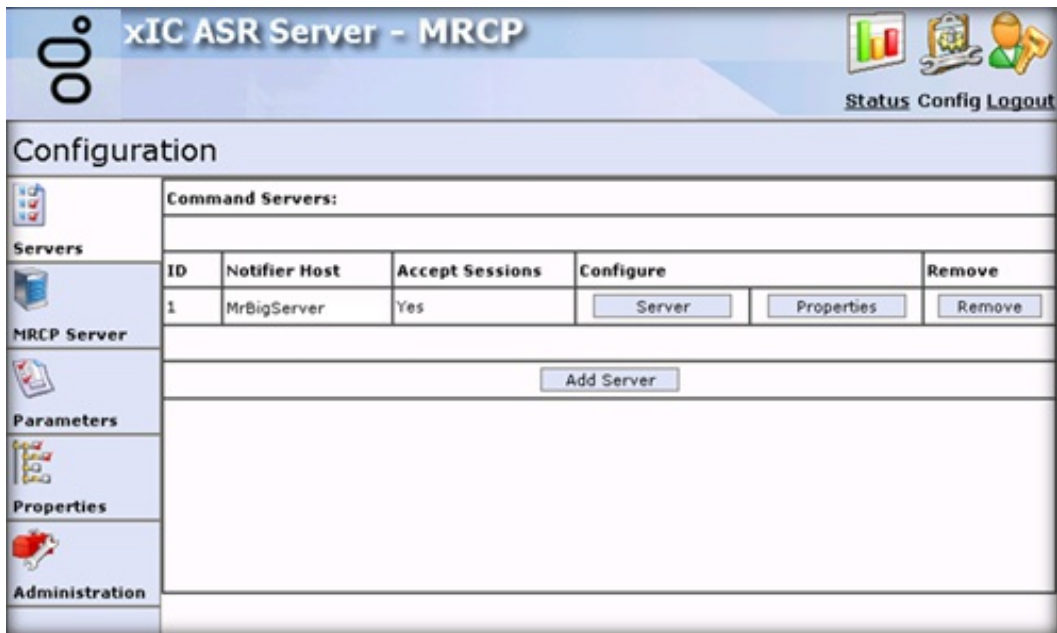 xIC ASR Server - MRCP
Status Config Logout
Configuration
Servers
MRCP Server
Parameters
Properties
Administration
Command Servers:
ID Notifier Host Accept Sessions Configure Remove
1 MrBigServer Yes Server Properties Remove
Add Server